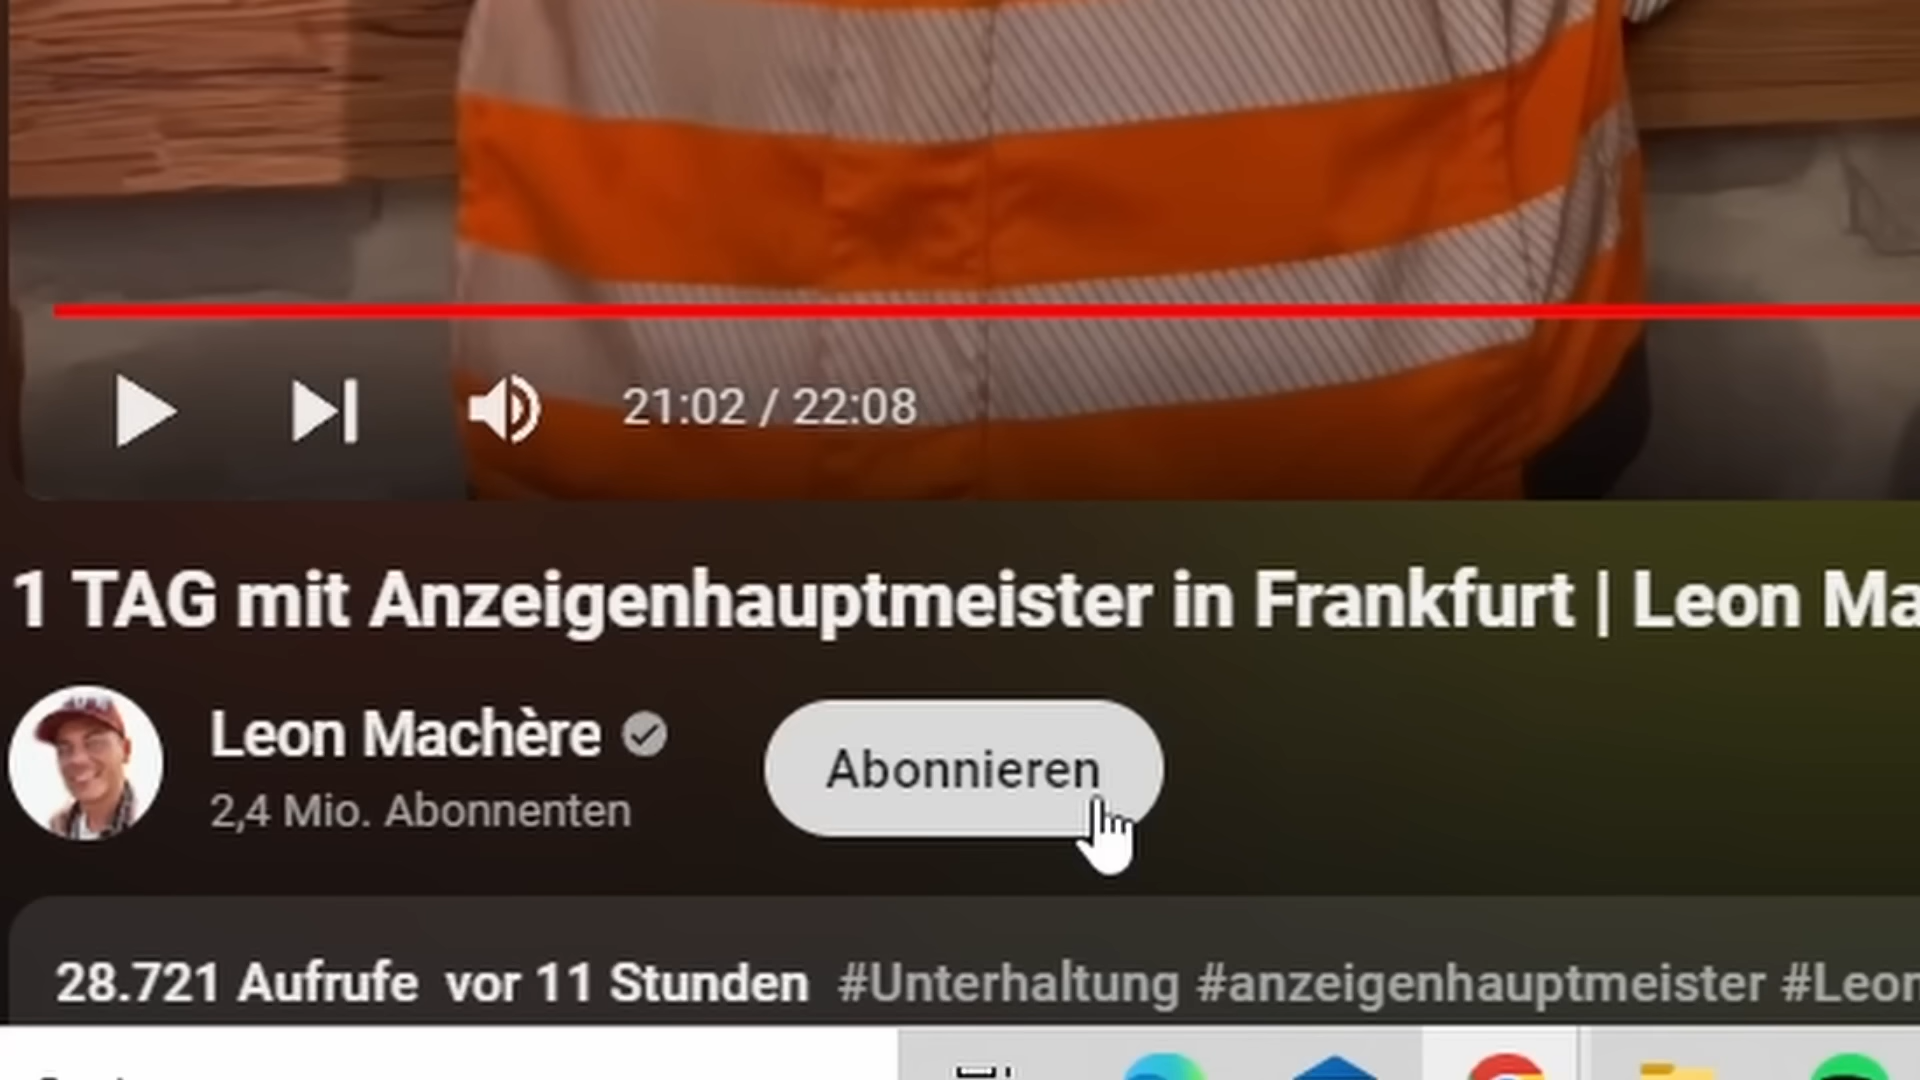 21:02 / 22:08
1 TAG mit Anzeigenhauptmeister in Frankfurt | Leon Ma
Leon Machère
2,4 Mio. Abonnenten
Abonnieren
28.721 Aufrufe vor 11 Stunden #Unterhaltung #anzeigenhauptmeister #Leon